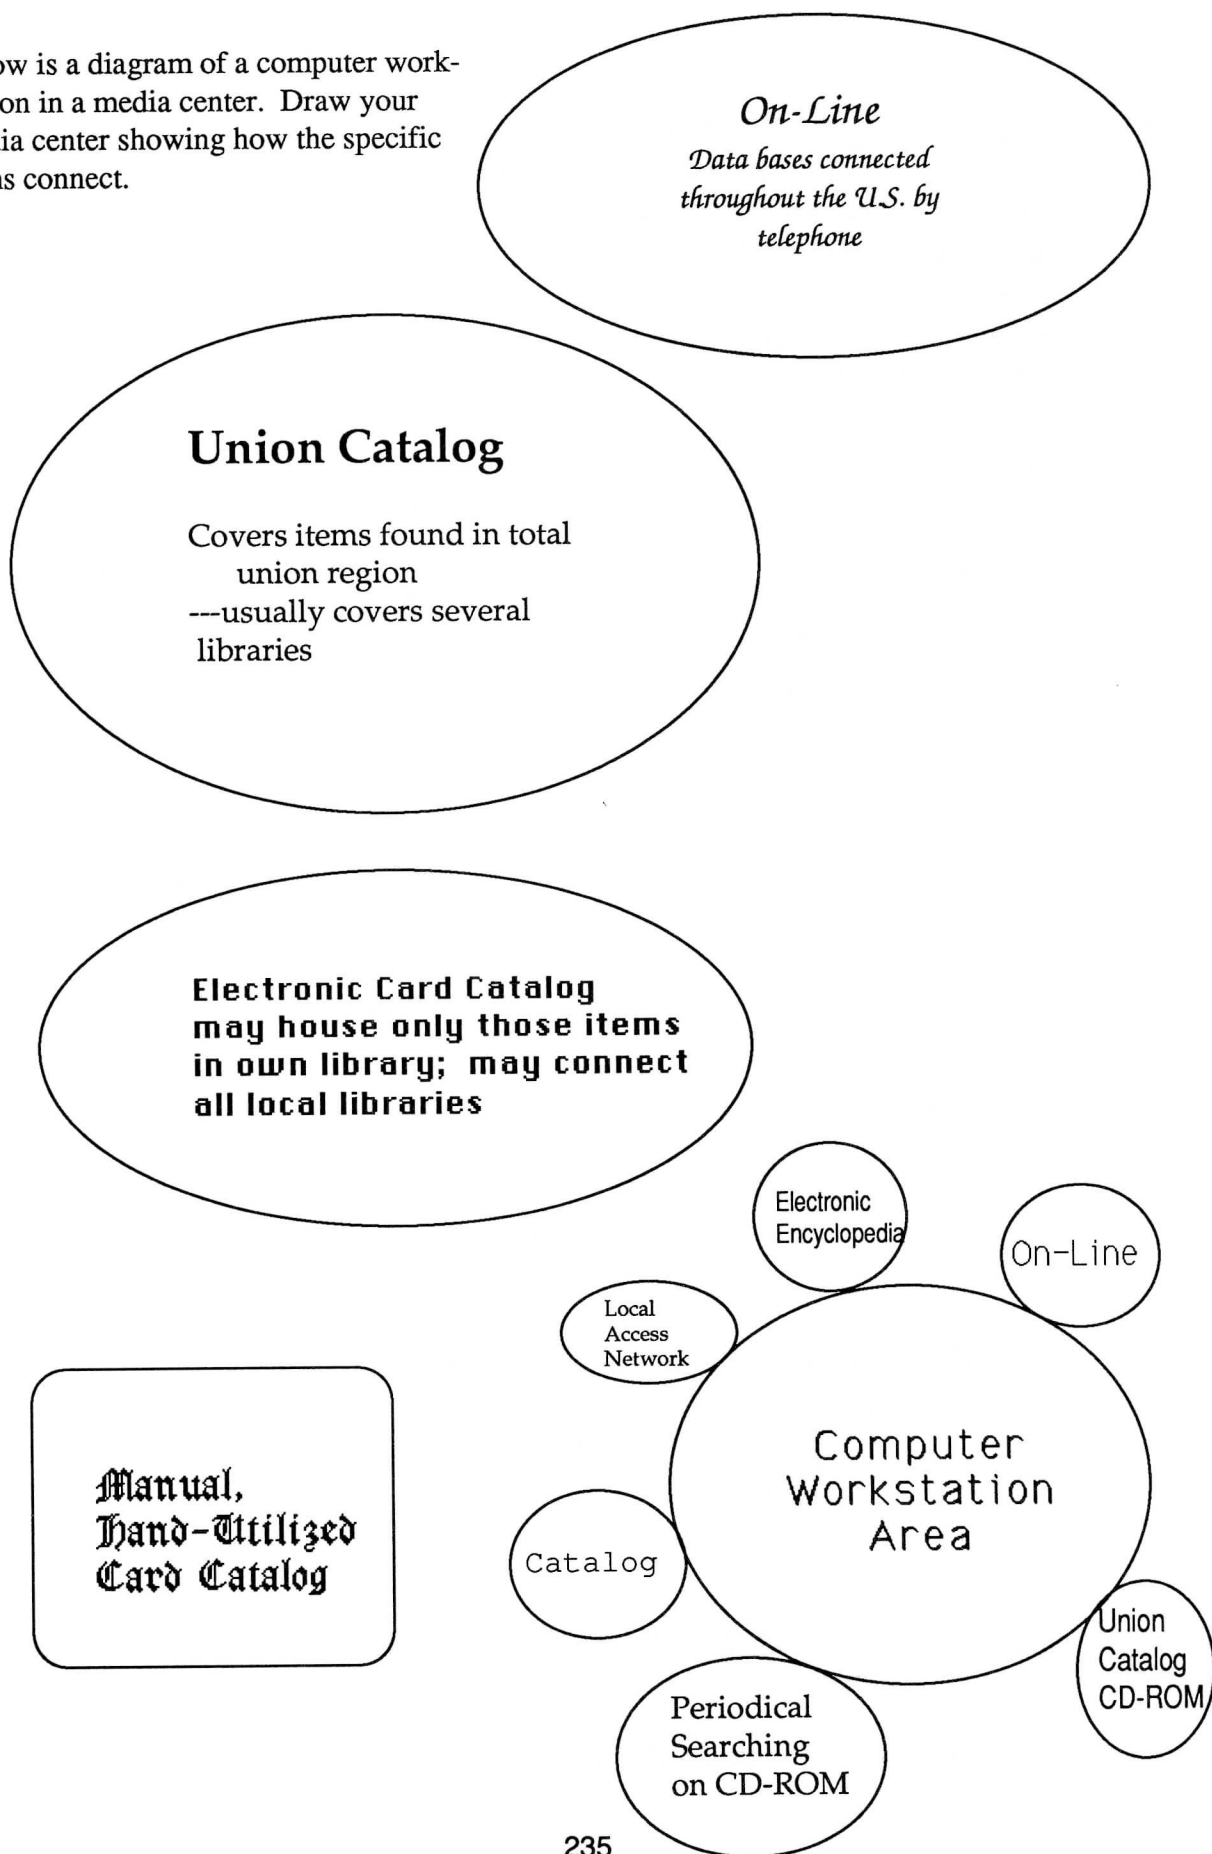 ow is a diagram of a computer work-
on in a media center. Draw your
ia center showing how the specific
ns connect.
On-Line
Data bases connected
throughout the U.S. by
telephone
Union Catalog
Covers items found in total
union region
---usually covers several
libraries
Electronic Card Catalog
may house only those items
in own library; may connect
all local libraries
Electronic
Encyclopedia
On-Line
Local
Access
Network
Computer
Workstation
Area
Manual,
Hand-Utilized
Card Catalog
Catalog
Union
Catalog
CD-ROM
Periodical
Searching
on CD-ROM
235